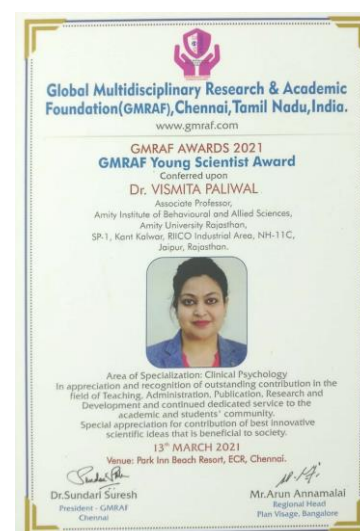 Global Multidisciplinary Research & Academic
Foundation(GMRAF),Chennai,Tamil Nadu,India.
www.gmraf.com
GMRAF AWARDS 2021
GMRAF Young Scientist Award
Conferred upon
Dr. VISMITA PALIWAL
Associate Professor,
Amity Institute of Behavioural and Allied Sciences,
Amity University Rajasthan,
SP-1, Kant Kalwar, RIICO Industrial Area, NH-11C,
Jaipur, Rajasthan.
Area of Specialization: Clinical Psychology
In appreciation and recognition of outstanding contribution in the
field of Teaching, Administration, Publication, Research and
Development and continued dedicated service to the
academic and students' community.
Special appreciation for contribution of best innovative
scientific ideas that is beneficial to society.
13th MARCH 2021
Venue: Park Inn Beach Resort, ECR, Chennai.
Dr.Sundari Suresh
President - GMRAF
Chennai
Mr.Arun Annamalai
Regional Head
Plan Visage, Bangalore